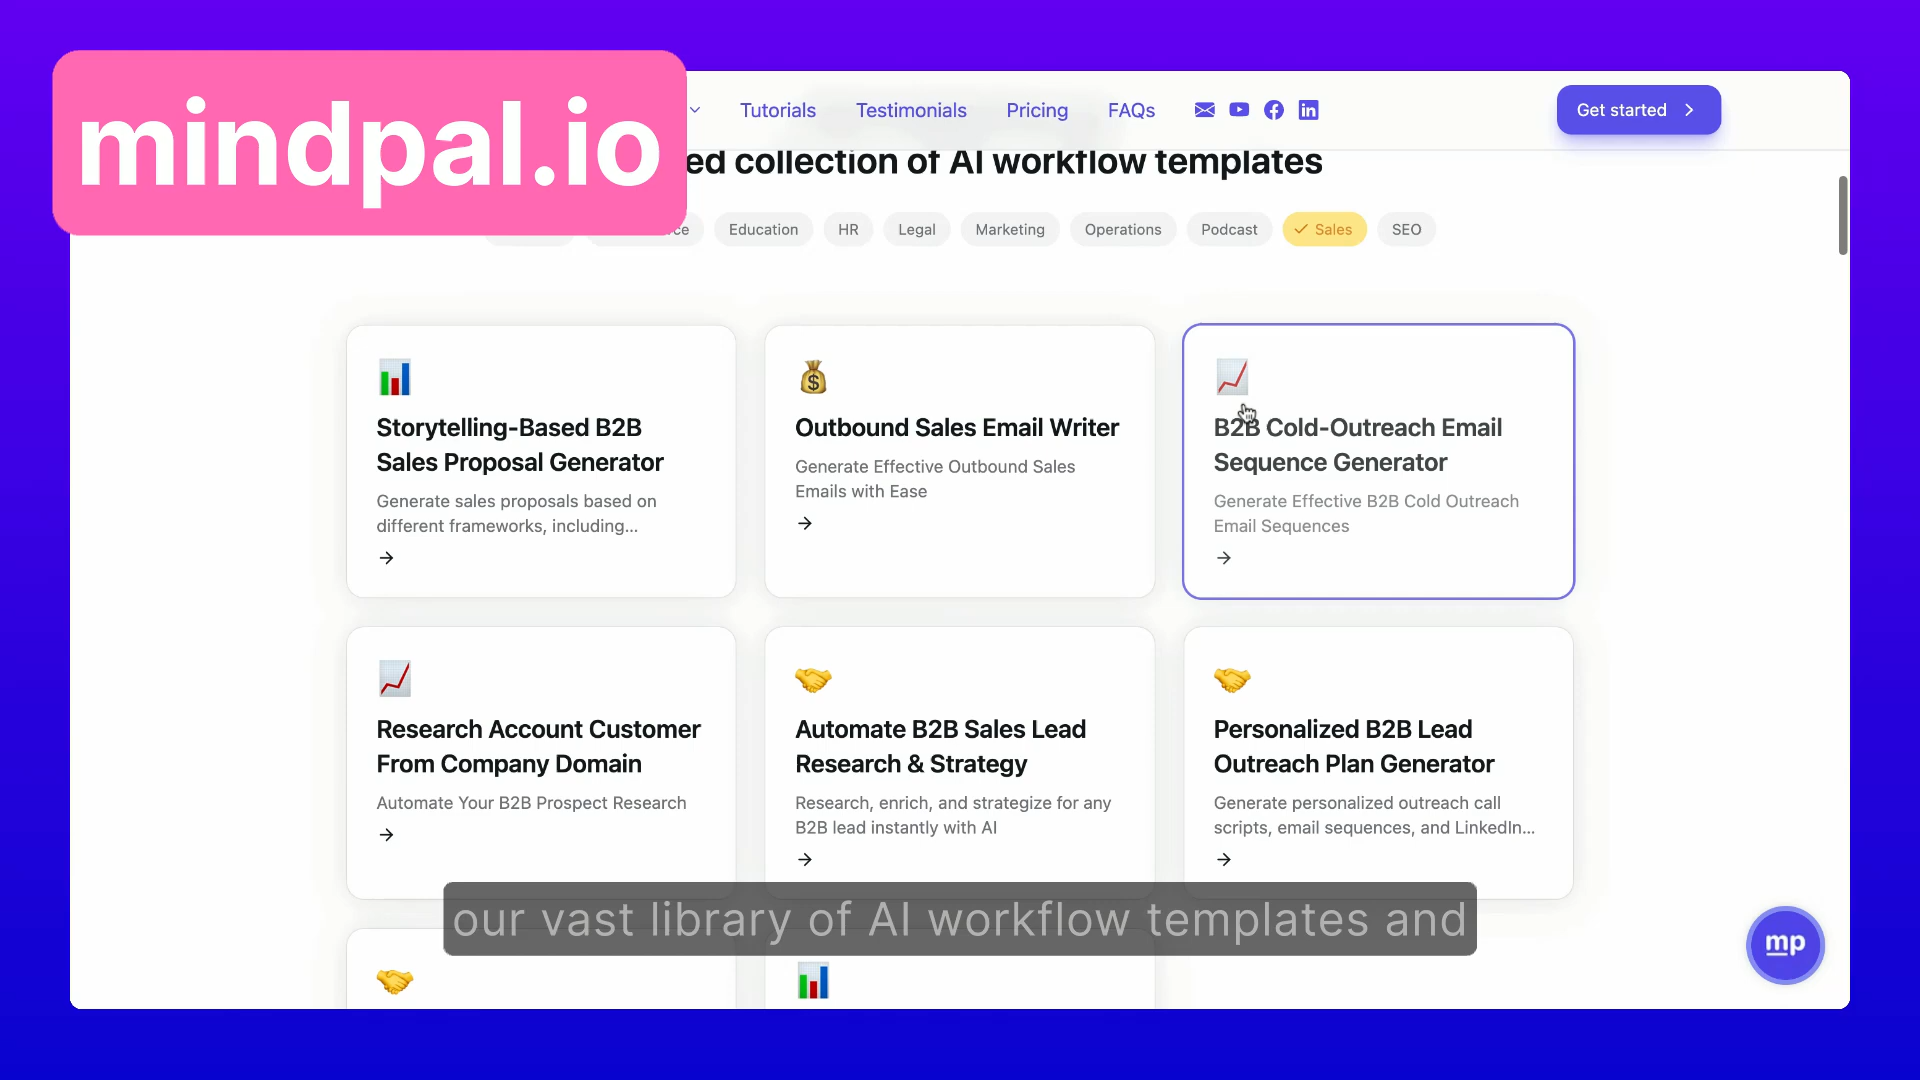 mindpal.io
Tutorials
Testimonials
Pricing
FAQs
Get started
ed collection of AI workflow templates
ce
Education
HR
Legal
Marketing
Operations
Podcast
Sales
SEO
Storytelling-Based B2B
Sales Proposal Generator
Generate sales proposals based on
different frameworks, including...
Outbound Sales Email Writer
Generate Effective Outbound Sales
Emails with Ease
B2B Cold-Outreach Email
Sequence Generator
Generate Effective B2B Cold Outreach
Email Sequences
Research Account Customer
From Company Domain
Automate Your B2B Prospect Research
Automate B2B Sales Lead
Research & Strategy
Research, enrich, and strategize for any
B2B lead instantly with AI
Personalized B2B Lead
Outreach Plan Generator
Generate personalized outreach call
scripts, email sequences, and LinkedIn...
our vast library of AI workflow templates and
mp